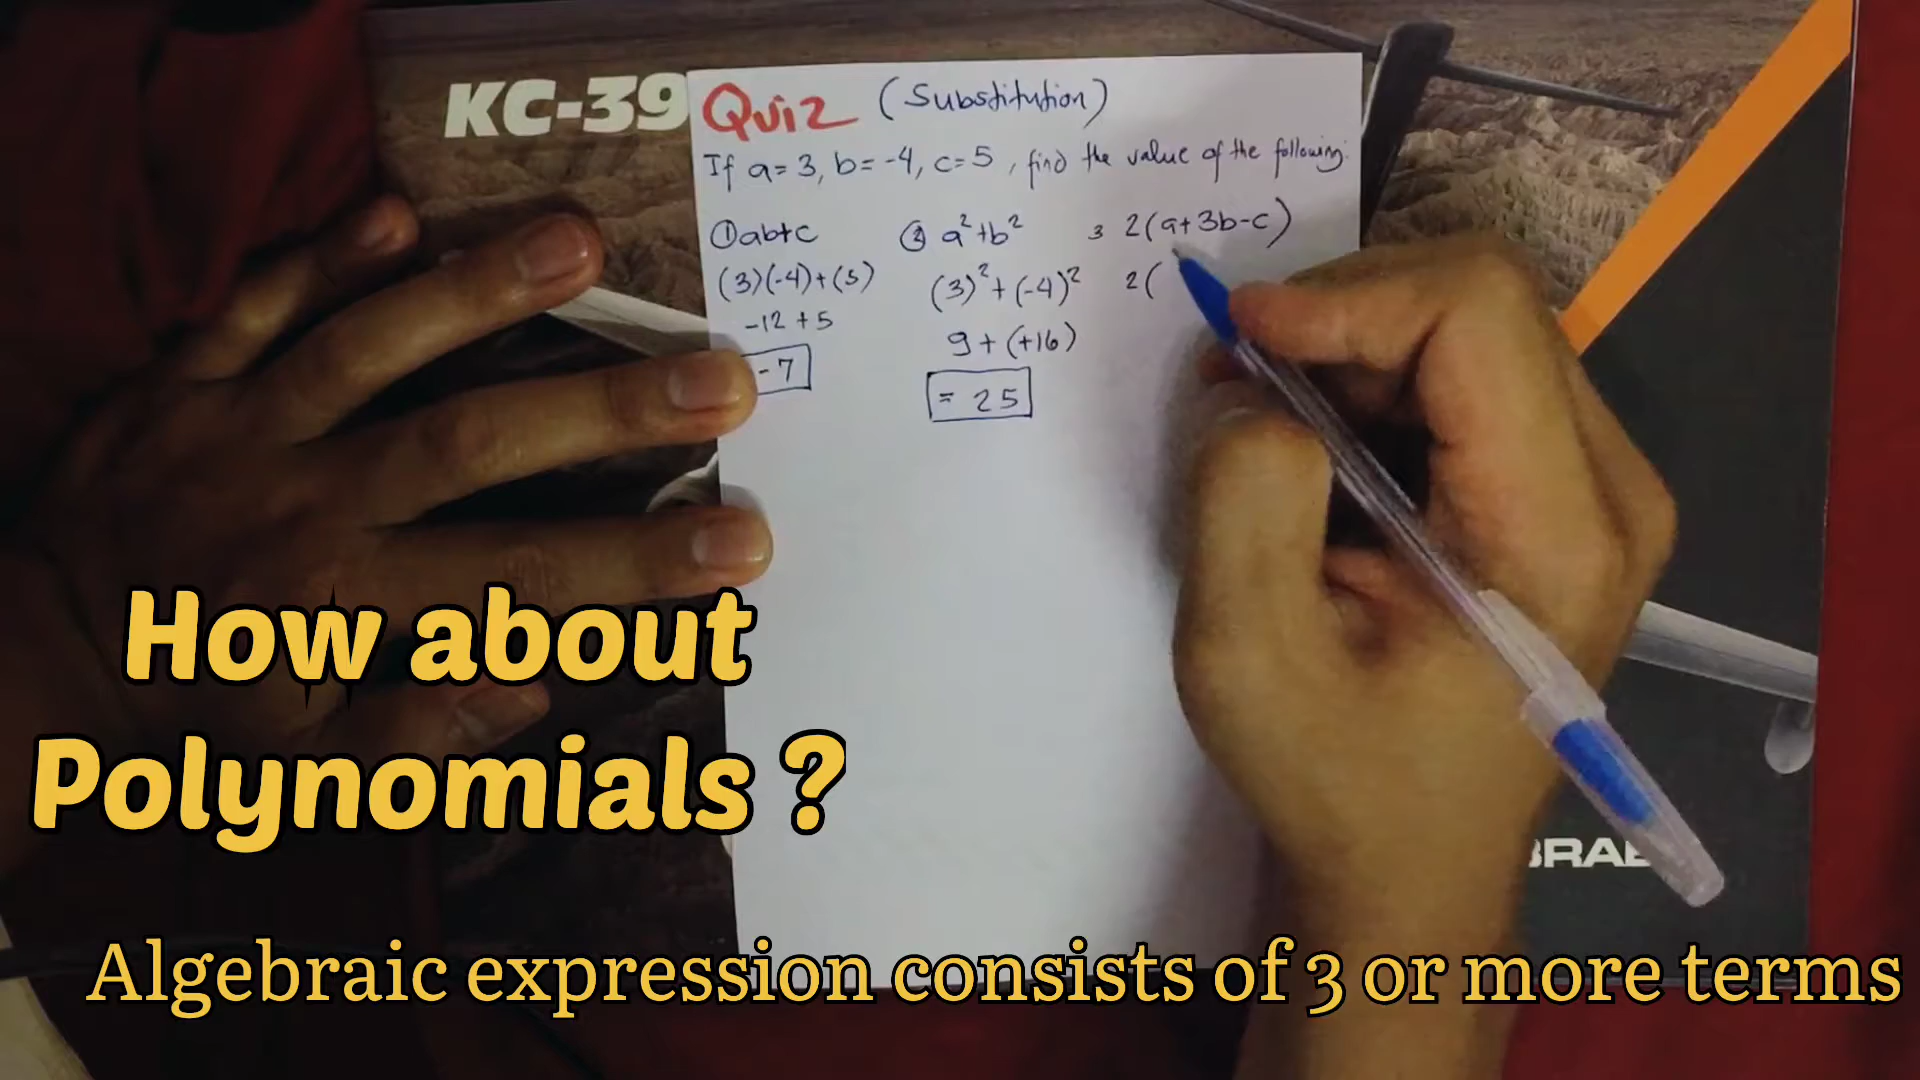 KC-39
Quiz (Substitution)
If a=3, b=-4, c=5, find the value of the following:
① ab+c
(3)(-4)+(5)
-12 +5
-7
② a²+b²
(3)²+(-4)²
9+(+16)
= 25
3 2(a+3b-c)
2(
How about
Polynomials ?
BRAE
Algebraic expression consists of 3 or more terms